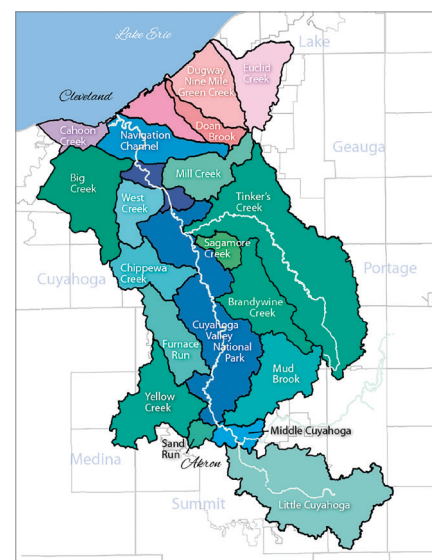 Lake Erie
Lake
Dugway
Nine Mile
Green Creek
Euclid
Creek
Cleveland
Cahoon
Creek
Navigation
Channel
Doan
Brook
Geauga
Big
Creek
Mill Creek
West
Creek
Tinker's
Creek
Sagamore
Creek
Cuyahoga
Chippewa
Creek
Portage
Brandywine
Creek
Cuyahoga
Valley
National
Park
Furnace
Run
Mud
Brook
Yellow
Creek
Middle Cuyahoga
Sand
Run
Akron
Medina
Summit
Little Cuyahoga